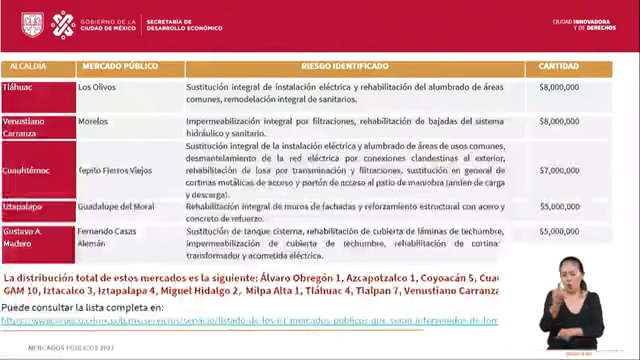 GOBIERNO DE LA
CIUDAD DE MÉXICO
SECRETARÍA DE
DESARROLLO ECONÓMICO
CIUDAD INNOVADORA
Y DE DERECHOS
ALCALDÍA MERCADO PÚBLICO RIESGO IDENTIFICADO CANTIDAD
Tláhuac Los Olivos Sustitución integral de instalación eléctrica y rehabilitación del alumbrado de áreas $8,000,000
comunes, remodelación integral de sanitarios.
Venustiano Morelos Impermeabilización integral por filtraciones, rehabilitación de bajadas del sistema $8,000,000
Carranza hidráulico y sanitario.
Sustitución integral de la instalación eléctrica y alumbrado de áreas de usos comunes,
desmantelamiento de la red eléctrica por conexiones clandestinas al exterior,
Cuauhtémoc Tepito Fierros Viejos rehabilitación de losa por transminación y filtraciones, sustitución en general de $7,000,000
cortinas metálicas de acceso y portón de acceso al patio de maniobra (anden de carga
y descarga).
Iztapalapa Guadalupe del Moral Rehabilitación integral de muros de fachadas y reforzamiento estructural con acero y $5,000,000
concreto de refuerzo.
Gustavo A. Fernando Casas Sustitución de tanque cisterna, rehabilitación de cubierta de láminas de techumbre, $5,000,000
Madero Alemán impermeabilización de cubierta de techumbre, rehabilitación de cortina
transformador y acometida eléctrica.
La distribución total de estos mercados es la siguiente: Álvaro Obregón 1, Azcapotzalco 1, Coyoacán 5, Cuau
GAM 10, Iztacalco 3, Iztapalapa 4, Miguel Hidalgo 2, Milpa Alta 1, Tláhuac 4, Tlalpan 7, Venustiano Carranza
Puede consultar la lista completa en:
MERCADOS PÚBLICOS 2023